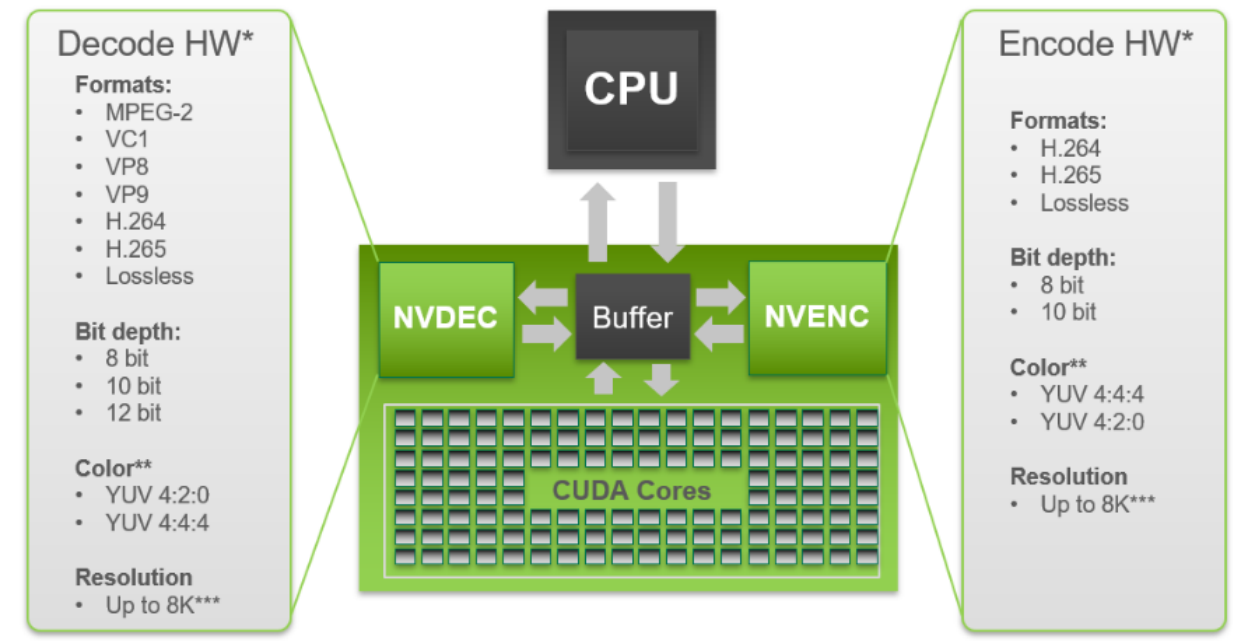 Decode HW*
Formats:
• MPEG-2
• VC1
• VP8
• VP9
• H.264
• H.265
• Lossless
Bit depth:
• 8 bit
• 10 bit
• 12 bit
Color**
• YUV 4:2:0
• YUV 4:4:4
Resolution
• Up to 8K***
CPU
NVDEC
Buffer
NVENC
CUDA Cores
Encode HW*
Formats:
• H.264
• H.265
• Lossless
Bit depth:
• 8 bit
• 10 bit
Color**
• YUV 4:4:4
• YUV 4:2:0
Resolution
• Up to 8K***